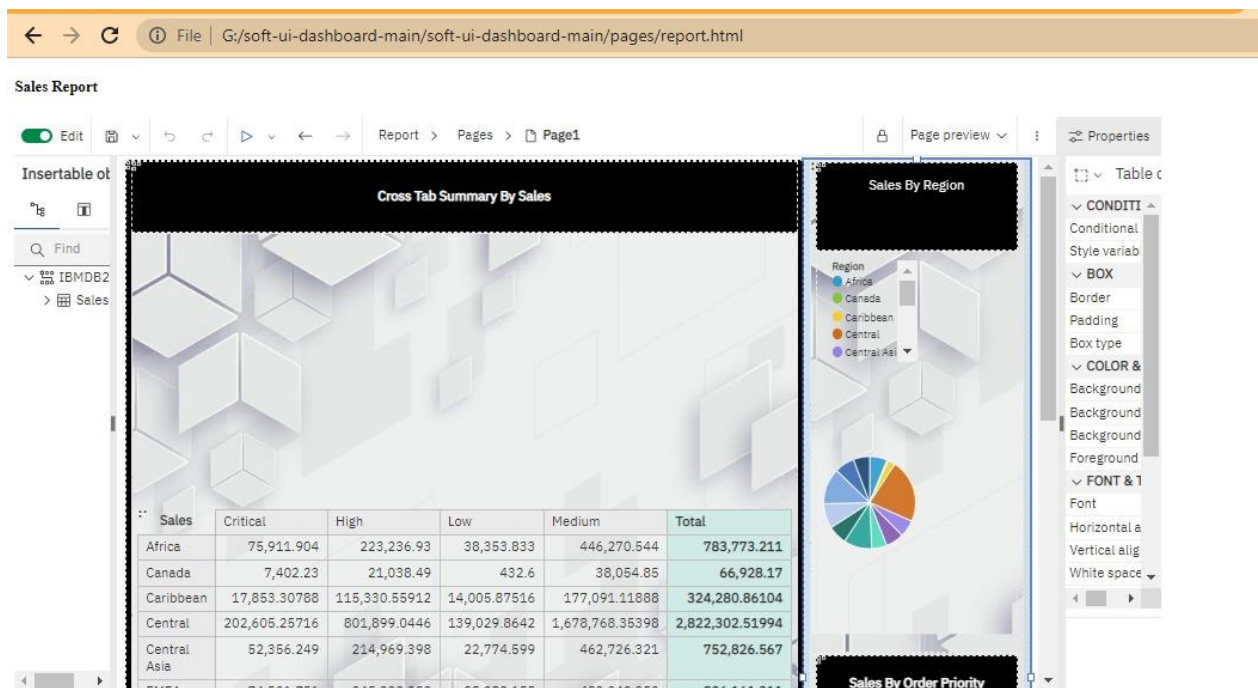 File | G:/soft-ui-dashboard-main/soft-ui-dashboard-main/pages/report.html
Sales Report
Edit Report > Pages > Page1 Page preview Properties
Insertable ob
Find
IBMDB2
Sales
Cross Tab Summary By Sales
Sales Critical High Low Medium Total
Africa 75,911.904 223,236.93 38,353.833 446,270.544 783,773.211
Canada 7,402.23 21,038.49 432.6 38,054.85 66,928.17
Caribbean 17,853.30788 115,330.55912 14,005.87516 177,091.11888 324,280.86104
Central 202,605.25716 801,899.0446 139,029.8642 1,678,768.35398 2,822,302.51994
Central Asia 52,356.249 214,969.398 22,774.599 462,726.321 752,826.567
Sales By Region
Region
Africa
Canada
Caribbean
Central
Central Asi
Sales By Order Priority
Table
CONDITI
Conditional
Style variab
BOX
Border
Padding
Box type
COLOR &
Background
Background
Background
Foreground
FONT & T
Font
Horizontal a
Vertical alig
White space